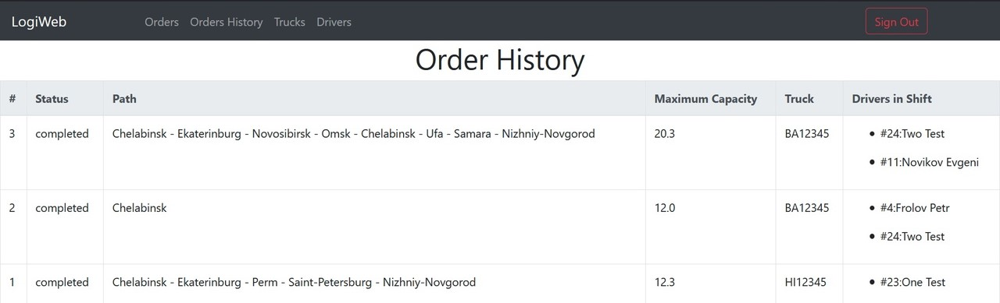 LogiWeb Orders Orders History Trucks Drivers Sign Out
Order History
# Status Path Maximum Capacity Truck Drivers in Shift
3 completed Chelabinsk - Ekaterinburg - Novosibirsk - Omsk - Chelabinsk - Ufa - Samara - Nizhniy-Novgorod 20.3 BA12345 • #24:Two Test
• #11:Novikov Evgeni
2 completed Chelabinsk 12.0 BA12345 • #4:Frolov Petr
• #24:Two Test
1 completed Chelabinsk - Ekaterinburg - Perm - Saint-Petersburg - Nizhniy-Novgorod 12.3 HI12345 • #23:One Test